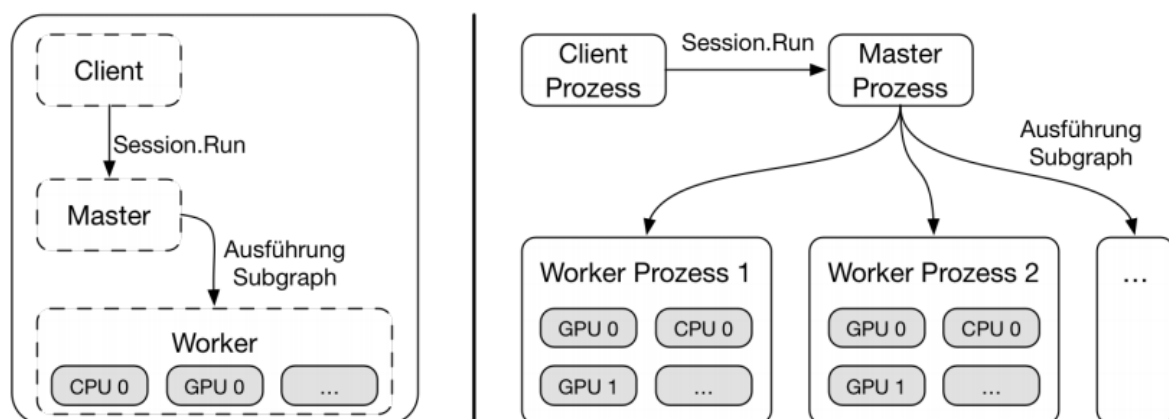 Client
Session.Run
Master
Ausführung
Subgraph
Worker
CPU 0
GPU 0
...
Client
Prozess
Session.Run
Master
Prozess
Ausführung
Subgraph
Worker Prozess 1
GPU 0
CPU 0
GPU 1
...
Worker Prozess 2
GPU 0
CPU 0
GPU 1
...
...